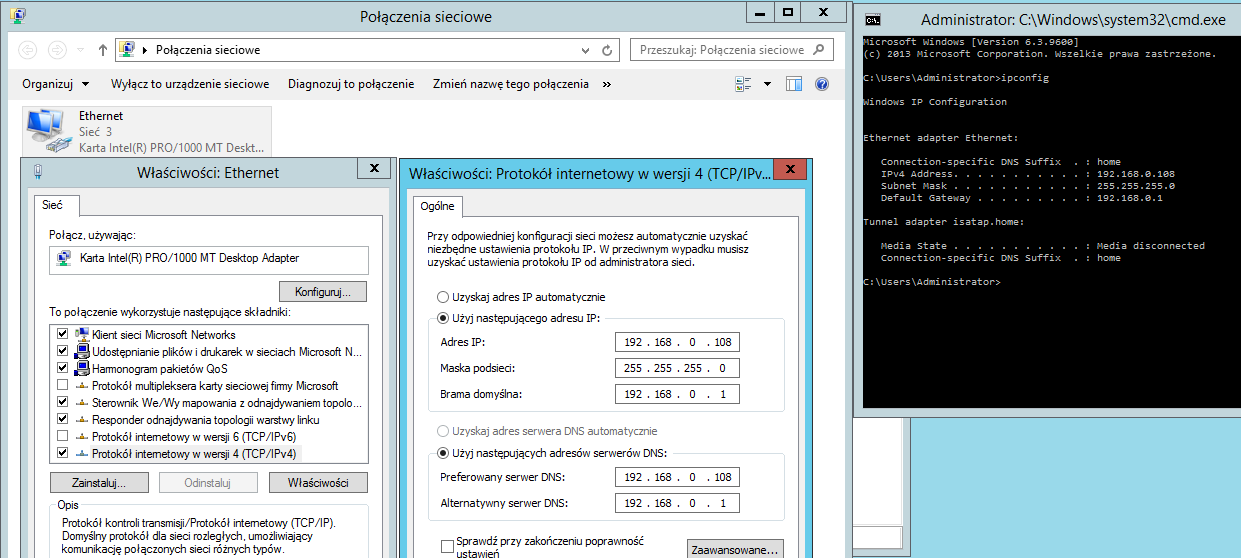 Połączenia sieciowe
Połączenia sieciowe
Przeszukaj: Połączenia sieciowe
Organizuj
Wyłącz to urządzenie sieciowe
Diagnozuj to połączenie
Zmień nazwę tego połączenia
»
Ethernet
Sieć 3
Karta Intel(R) PRO/1000 MT Deskt...
Właściwości: Ethernet
Sieć
Połącz, używając:
Karta Intel(R) PRO/1000 MT Desktop Adapter
Konfiguruj...
To połączenie wykorzystuje następujące składniki:
Klient sieci Microsoft Networks
Udostępnianie plików i drukarek w sieciach Microsoft N...
Harmonogram pakietów QoS
Protokół multipleksera karty sieciowej firmy Microsoft
Sterownik We/Wy mapowania z odnajdywaniem topolo...
Responder odnajdywania topologii warstwy linku
Protokół internetowy w wersji 6 (TCP/IPv6)
Protokół internetowy w wersji 4 (TCP/IPv4)
Zainstaluj...
Odinstaluj
Właściwości
Opis
Protokół kontroli transmisji/Protokół internetowy (TCP/IP).
Domyślny protokół dla sieci rozległych, umożliwiający
komunikację połączonych sieci różnych typów.
Właściwości: Protokół internetowy w wersji 4 (TCP/IPv...
Ogólne
Przy odpowiedniej konfiguracji sieci możesz automatycznie uzyskać
niezbędne ustawienia protokołu IP. W przeciwnym wypadku musisz
uzyskać ustawienia protokołu IP od administratora sieci.
Uzyskaj adres IP automatycznie
Użyj następującego adresu IP:
Adres IP: 192 . 168 . 0 . 108
Maska podsieci: 255 . 255 . 255 . 0
Brama domyślna: 192 . 168 . 0 . 1
Uzyskaj adres serwera DNS automatycznie
Użyj następujących adresów serwerów DNS:
Preferowany serwer DNS: 192 . 168 . 0 . 108
Alternatywny serwer DNS: 192 . 168 . 0 . 1
Sprawdź przy zakończeniu poprawność
ustawień
Zaawansowane...
Administrator: C:\Windows\system32\cmd.exe
Microsoft Windows [Version 6.3.9600]
(c) 2013 Microsoft Corporation. Wszelkie prawa zastrzeżone.
C:\Users\Administrator>ipconfig
Windows IP Configuration
Ethernet adapter Ethernet:
Connection-specific DNS Suffix . : home
IPv4 Address. . . . . . . . . . . : 192.168.0.108
Subnet Mask . . . . . . . . . . . : 255.255.255.0
Default Gateway . . . . . . . . . : 192.168.0.1
Tunnel adapter isatap.home:
Media State . . . . . . . . . . . : Media disconnected
Connection-specific DNS Suffix . : home
C:\Users\Administrator>